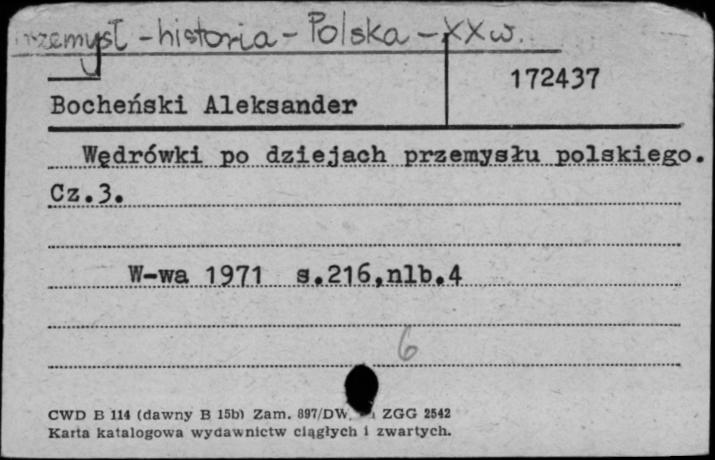 przemysł - historia - Polska - XX w.
172437
Bocheński Aleksander
Wędrówki po dziejach przemysłu polskiego.
Cz.3.
W-wa 1971 s.216,nlb.4
6
CWD B 114 (dawny B 15b) Zam. 897/DW. ZGG 2542
Karta katalogowa wydawnictw ciągłych i zwartych.